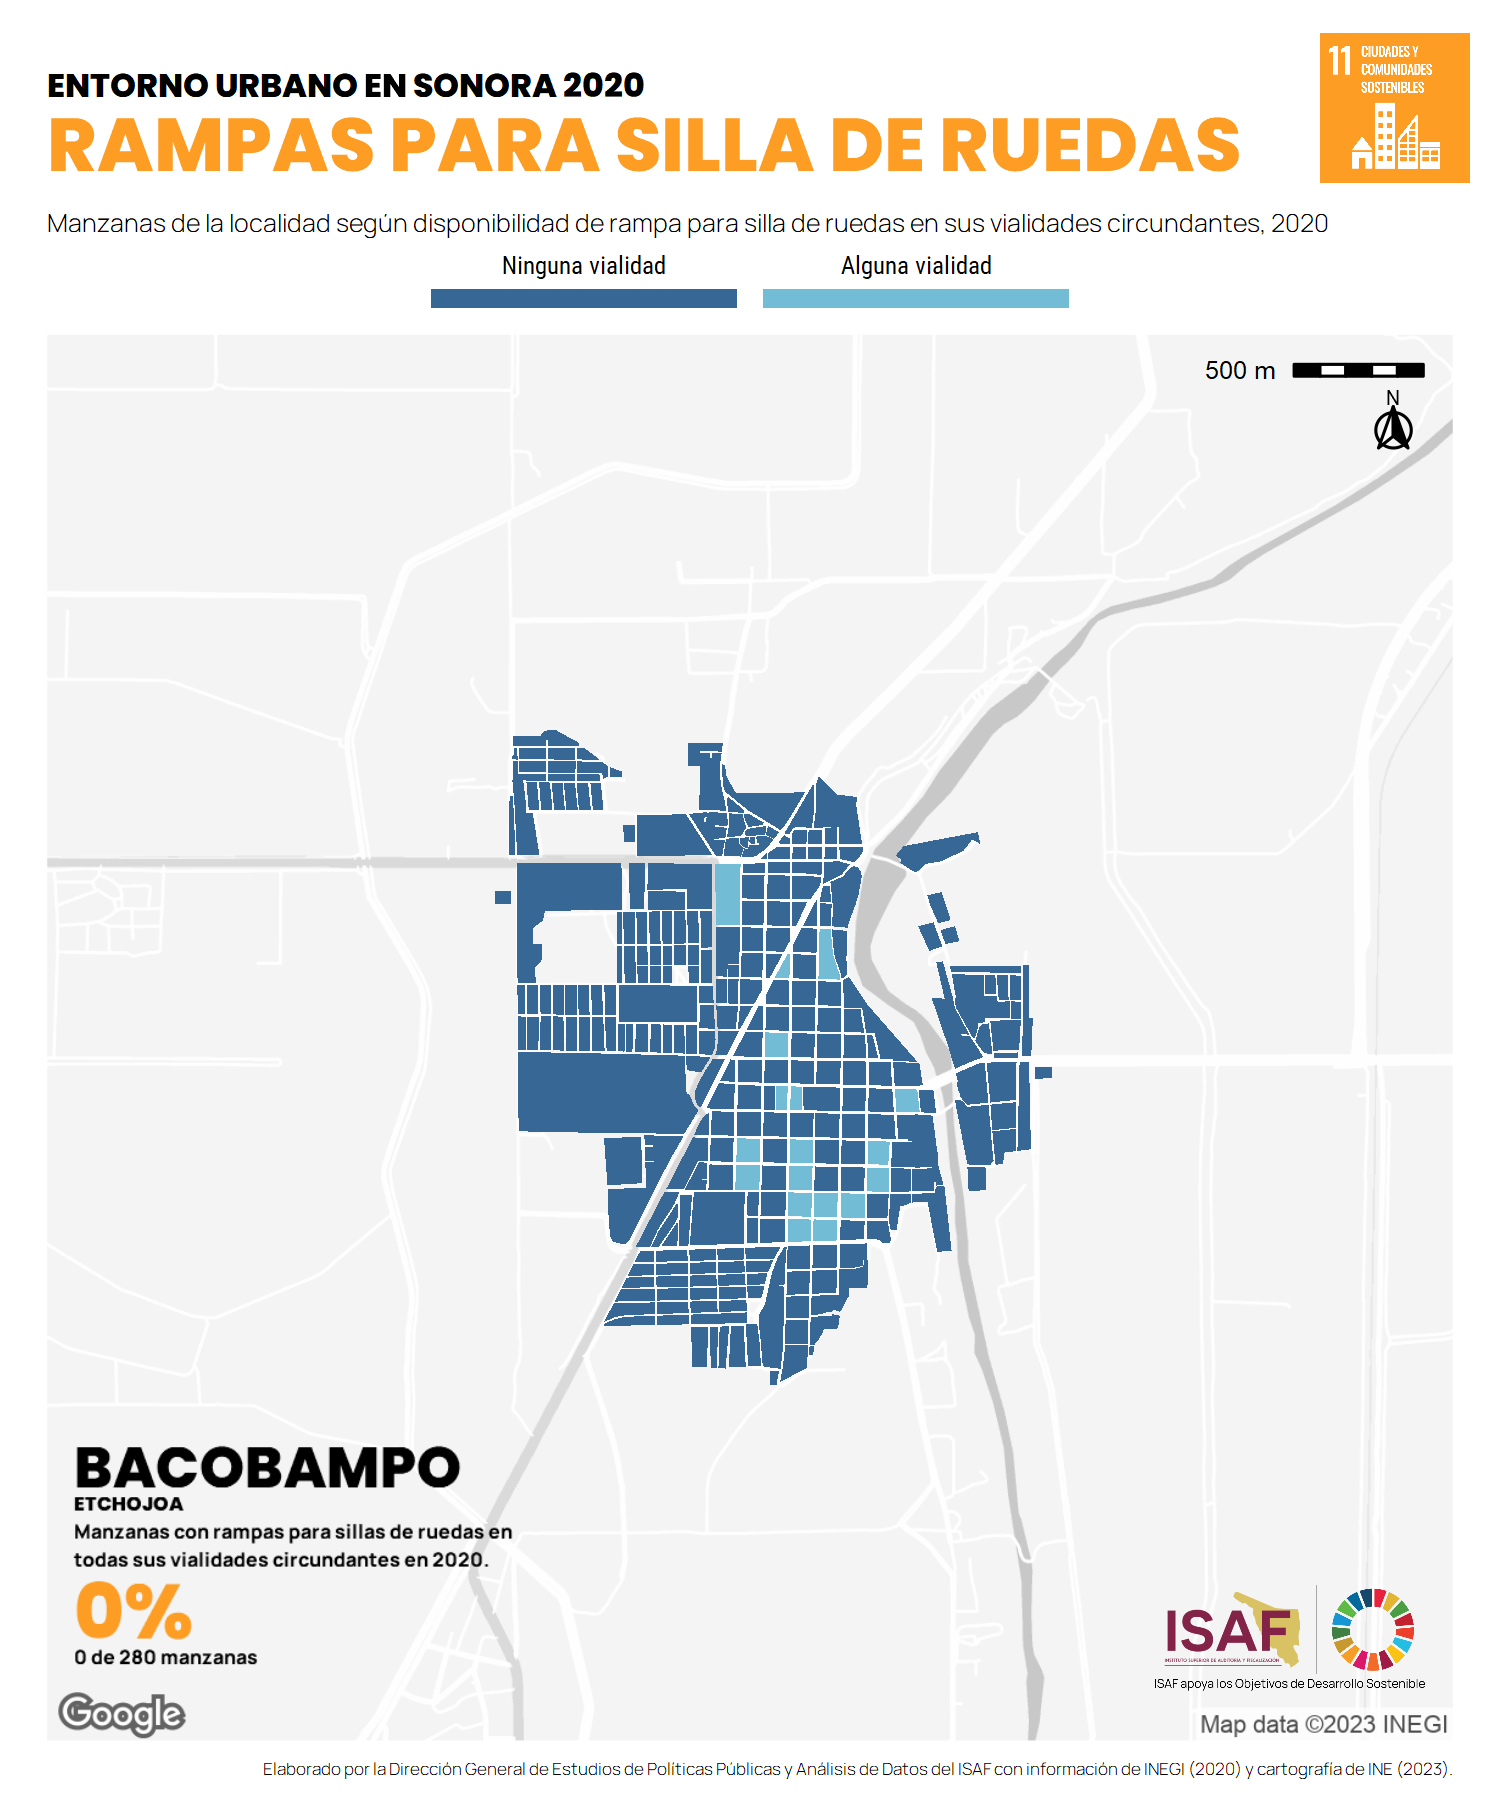 ENTORNO URBANO EN SONORA 2020
RAMPAS PARA SILLA DE RUEDAS
11 CIUDADES Y
COMUNIDADES
SOSTENIBLES
Manzanas de la localidad según disponibilidad de rampa para silla de ruedas en sus vialidades circundantes, 2020
Ninguna vialidad
Alguna vialidad
500 m
N
BACOBAMPO
ETCHOJOA
Manzanas con rampas para sillas de ruedas en
todas sus vialidades circundantes en 2020.
0%
0 de 280 manzanas
ISAF
INSTITUTO SUPERIOR DE AUDITORÍA Y FISCALIZACIÓN
ISAF apoya los Objetivos de Desarrollo Sostenible
Google
Map data ©2023 INEGI
Elaborado por la Dirección General de Estudios de Políticas Públicas y Análisis de Datos del ISAF con información de INEGI (2020) y cartografía de INE (2023).